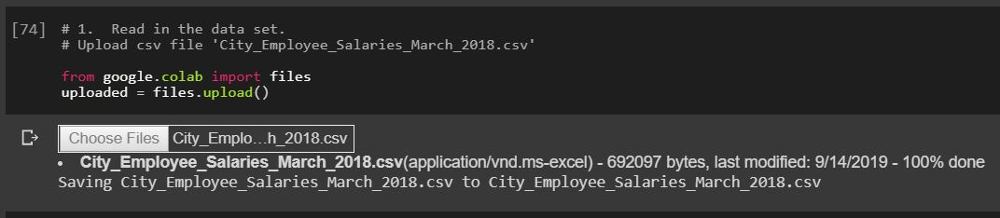 [74] # 1.  Read in the data set.
# Upload csv file 'City_Employee_Salaries_March_2018.csv'
from google.colab import files
uploaded = files.upload()
Choose Files City_Emplo...h_2018.csv
• City_Employee_Salaries_March_2018.csv(application/vnd.ms-excel) - 692097 bytes, last modified: 9/14/2019 - 100% done
Saving City_Employee_Salaries_March_2018.csv to City_Employee_Salaries_March_2018.csv